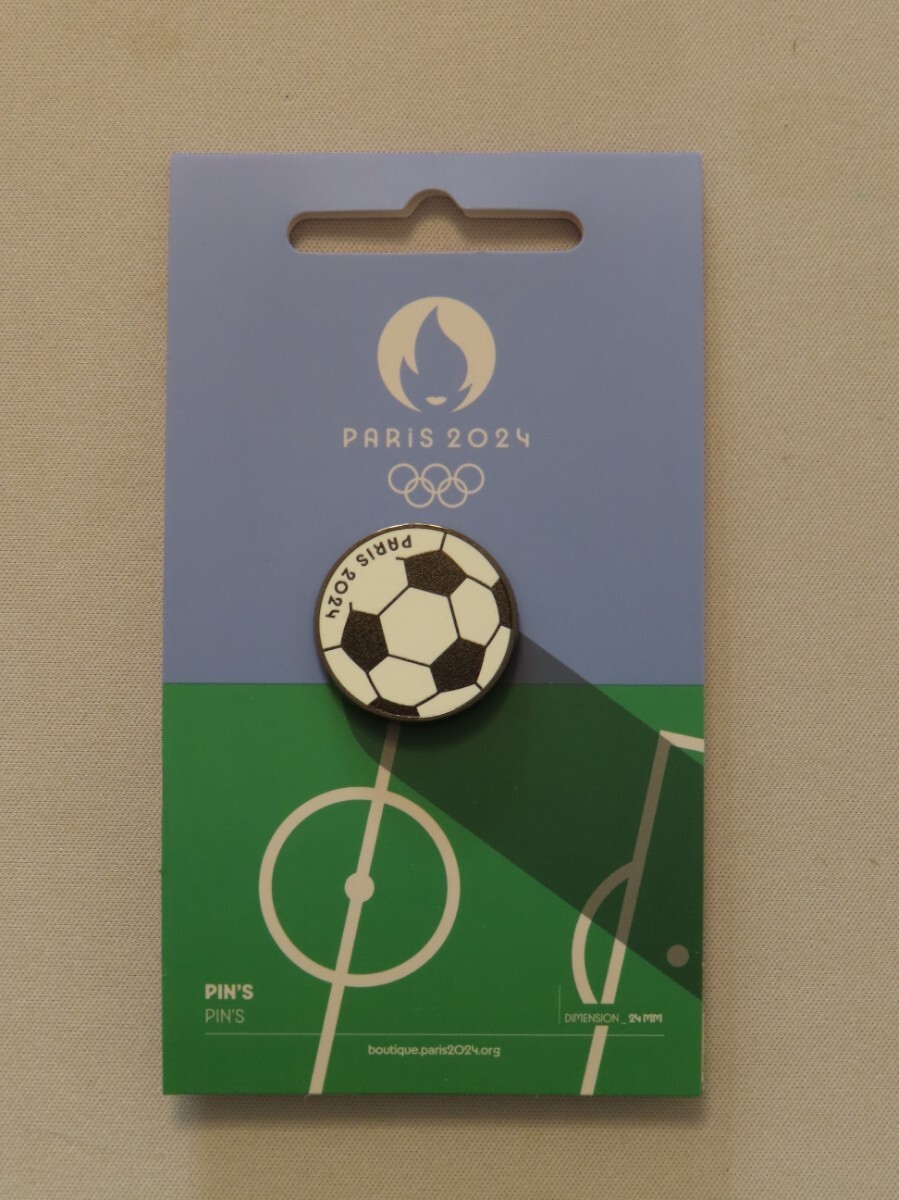 PARIS 2024
PARIS 2024
PIN'S
PIN'S
DIMENSION _ 24 MM
boutique.paris2024.org